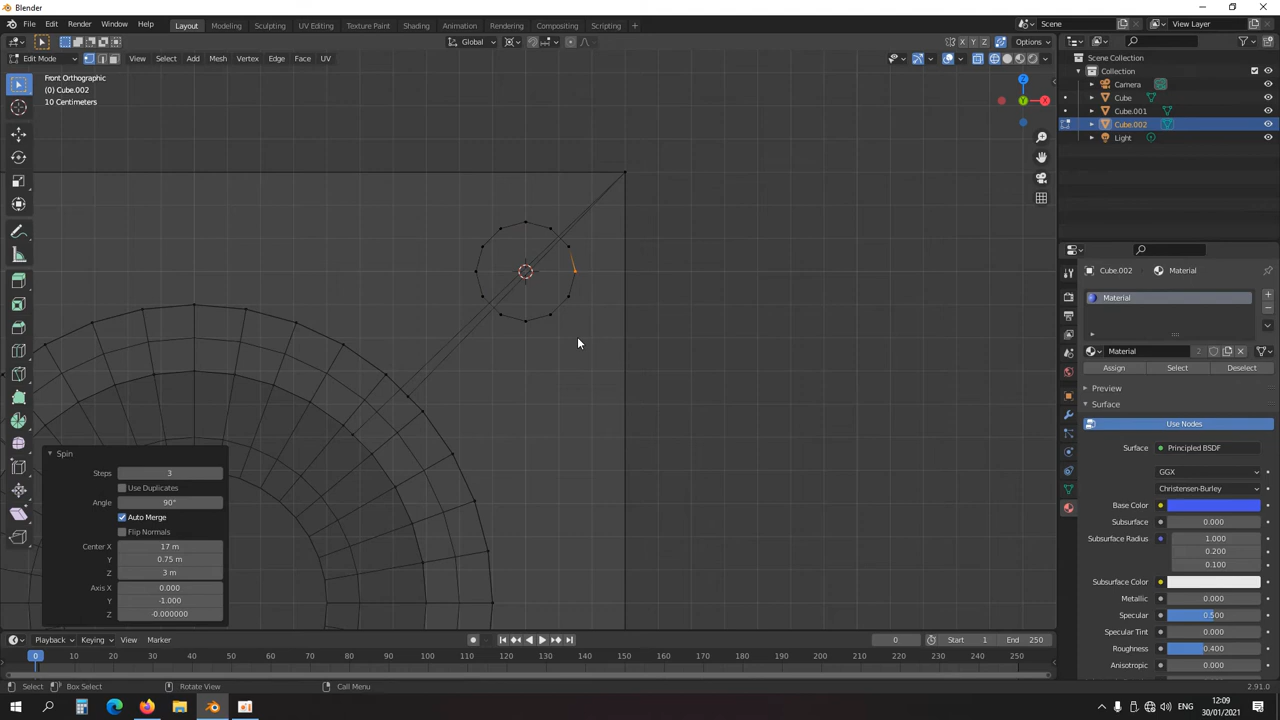 Blender
File Edit Render Window Help Layout Modeling Sculpting UV Editing Texture Paint Shading Animation Rendering Compositing Scripting + Scene View Layer
Global X Y Z Options
Edit Mode View Select Add Mesh Vertex Edge Face UV
Front Orthographic
(0) Cube.002
10 Centimeters
Z
Y X
Scene Collection
Collection
Camera
Cube
Cube.001
Cube.002
Light
Cube.002 Material
Material
Material 2
Assign Select Deselect
Preview
Surface
Use Nodes
Surface Principled BSDF
GGX
Christensen-Burley
Base Color
Subsurface 0.000
Subsurface Radius 1.000
0.200
0.100
Subsurface Color
Metallic 0.000
Specular 0.500
Specular Tint 0.000
Roughness 0.400
Anisotropic 0.000
Spin
Steps 3
Use Duplicates
Angle 90°
Auto Merge
Flip Normals
Center X 17 m
Y 0.75 m
Z 3 m
Axis X 0.000
Y -1.000
Z -0.000000
Playback Keying View Marker 0 Start 1 End 250
0 10 20 30 40 50 60 70 80 90 100 110 120 130 140 150 160 170 180 190 200 210 220 230 240 250
Select Box Select Rotate View Call Menu 2.91.0
ENG 12:09
30/01/2021